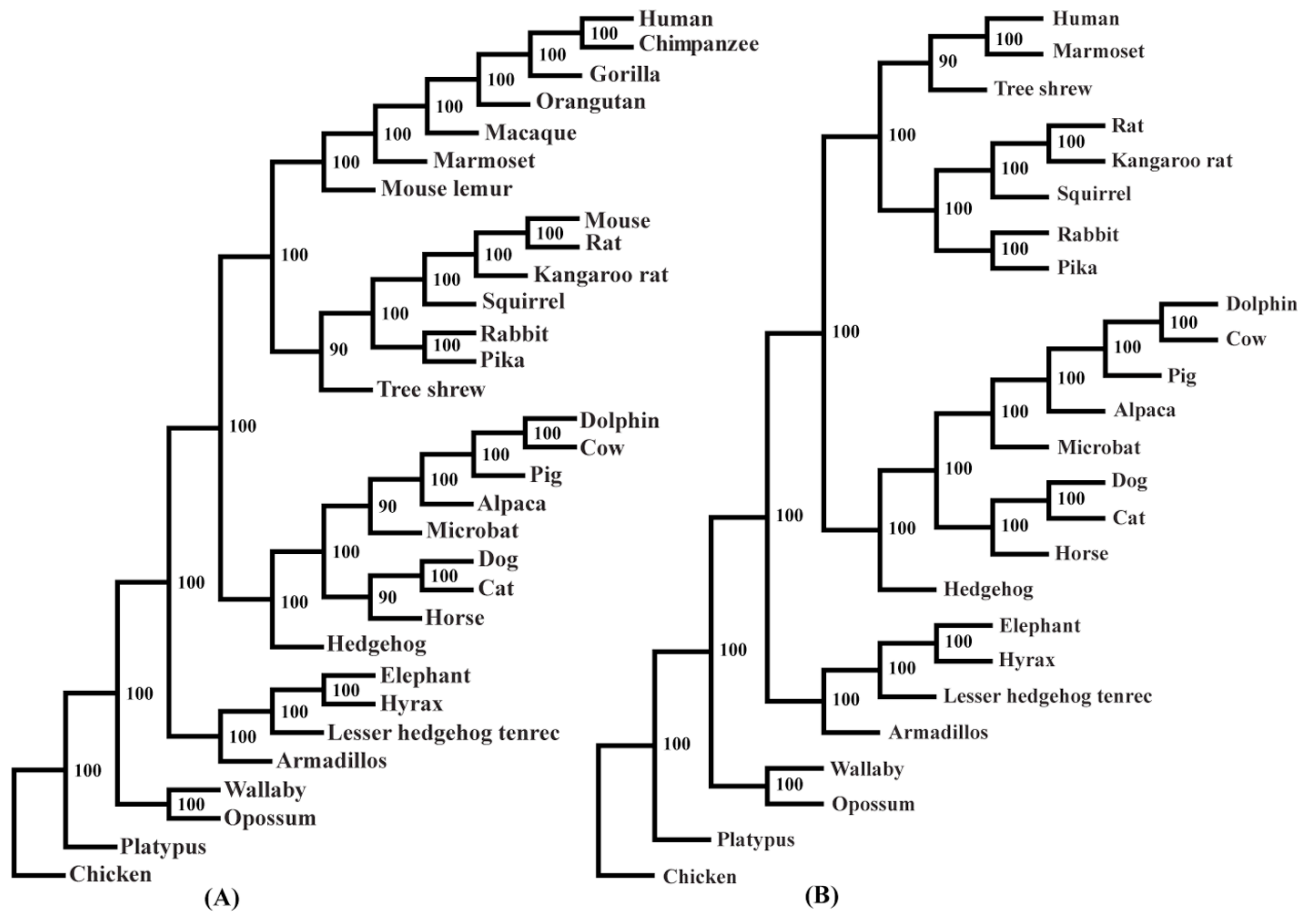 Human
100
Chimpanzee
100
Gorilla
100
Orangutan
100
Macaque
100
Marmoset
100
Mouse lemur
100
Mouse
100
Rat
100
Kangaroo rat
100
Squirrel
100
Rabbit
100
Pika
90
Tree shrew
100
Dolphin
100
Cow
100
Pig
100
Alpaca
90
Microbat
100
Dog
100
Cat
90
Horse
100
Hedgehog
100
Elephant
100
Hyrax
100
Lesser hedgehog tenrec
100
Armadillos
100
Wallaby
100
Opossum
100
Platypus
Chicken
(A)
Human
100
Marmoset
90
Tree shrew
100
Rat
100
Kangaroo rat
100
Squirrel
100
Rabbit
100
Pika
100
Dolphin
100
Cow
100
Pig
100
Alpaca
100
Microbat
100
Dog
100
Cat
100
Horse
100
Hedgehog
100
Elephant
100
Hyrax
100
Lesser hedgehog tenrec
100
Armadillos
100
Wallaby
100
Opossum
100
Platypus
Chicken
(B)